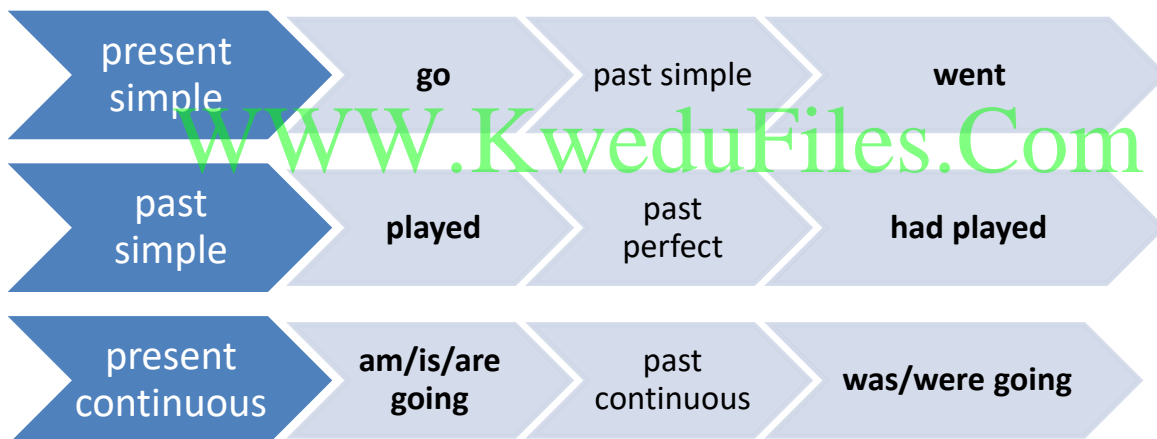 present
simple
go
past simple
went
WWW.KweduFiles.Com
past
simple
played
past
perfect
had played
present
continuous
am/is/are
going
past
continuous
was/were going